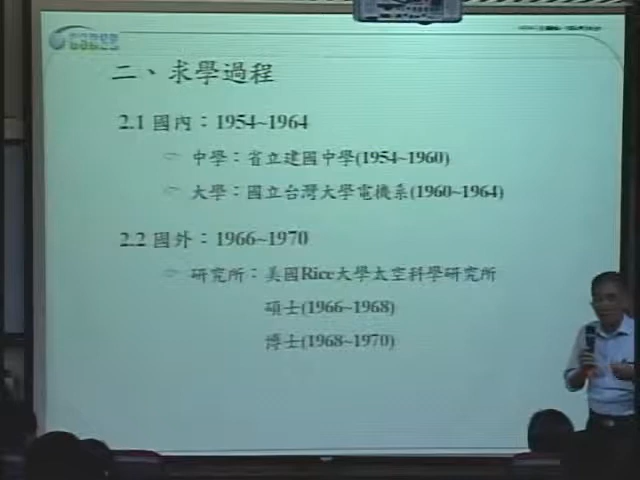 二、求學過程
2.1 國內：1954~1964
中學：省立建國中學(1954~1960)
大學：國立台灣大學電機系(1960~1964)
2.2 國外：1966~1970
研究所：美國Rice大學太空科學研究所
碩士(1966~1968)
博士(1968~1970)